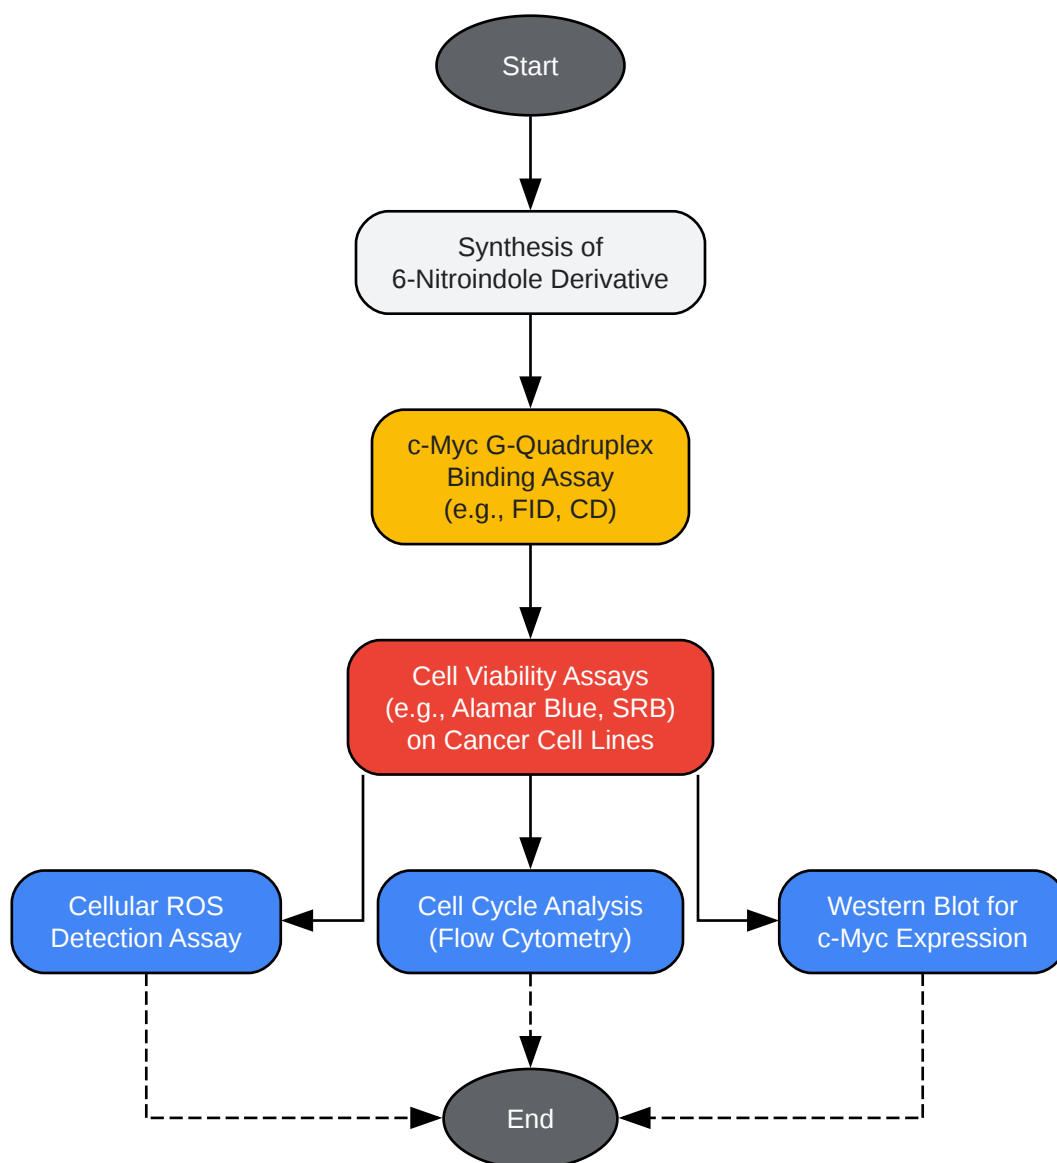 Start
Synthesis of
6-Nitroindole Derivative
c-Myc G-Quadruplex
Binding Assay
(e.g., FID, CD)
Cell Viability Assays
(e.g., Alamar Blue, SRB)
on Cancer Cell Lines
Cellular ROS
Detection Assay
Cell Cycle Analysis
(Flow Cytometry)
Western Blot for
c-Myc Expression
End